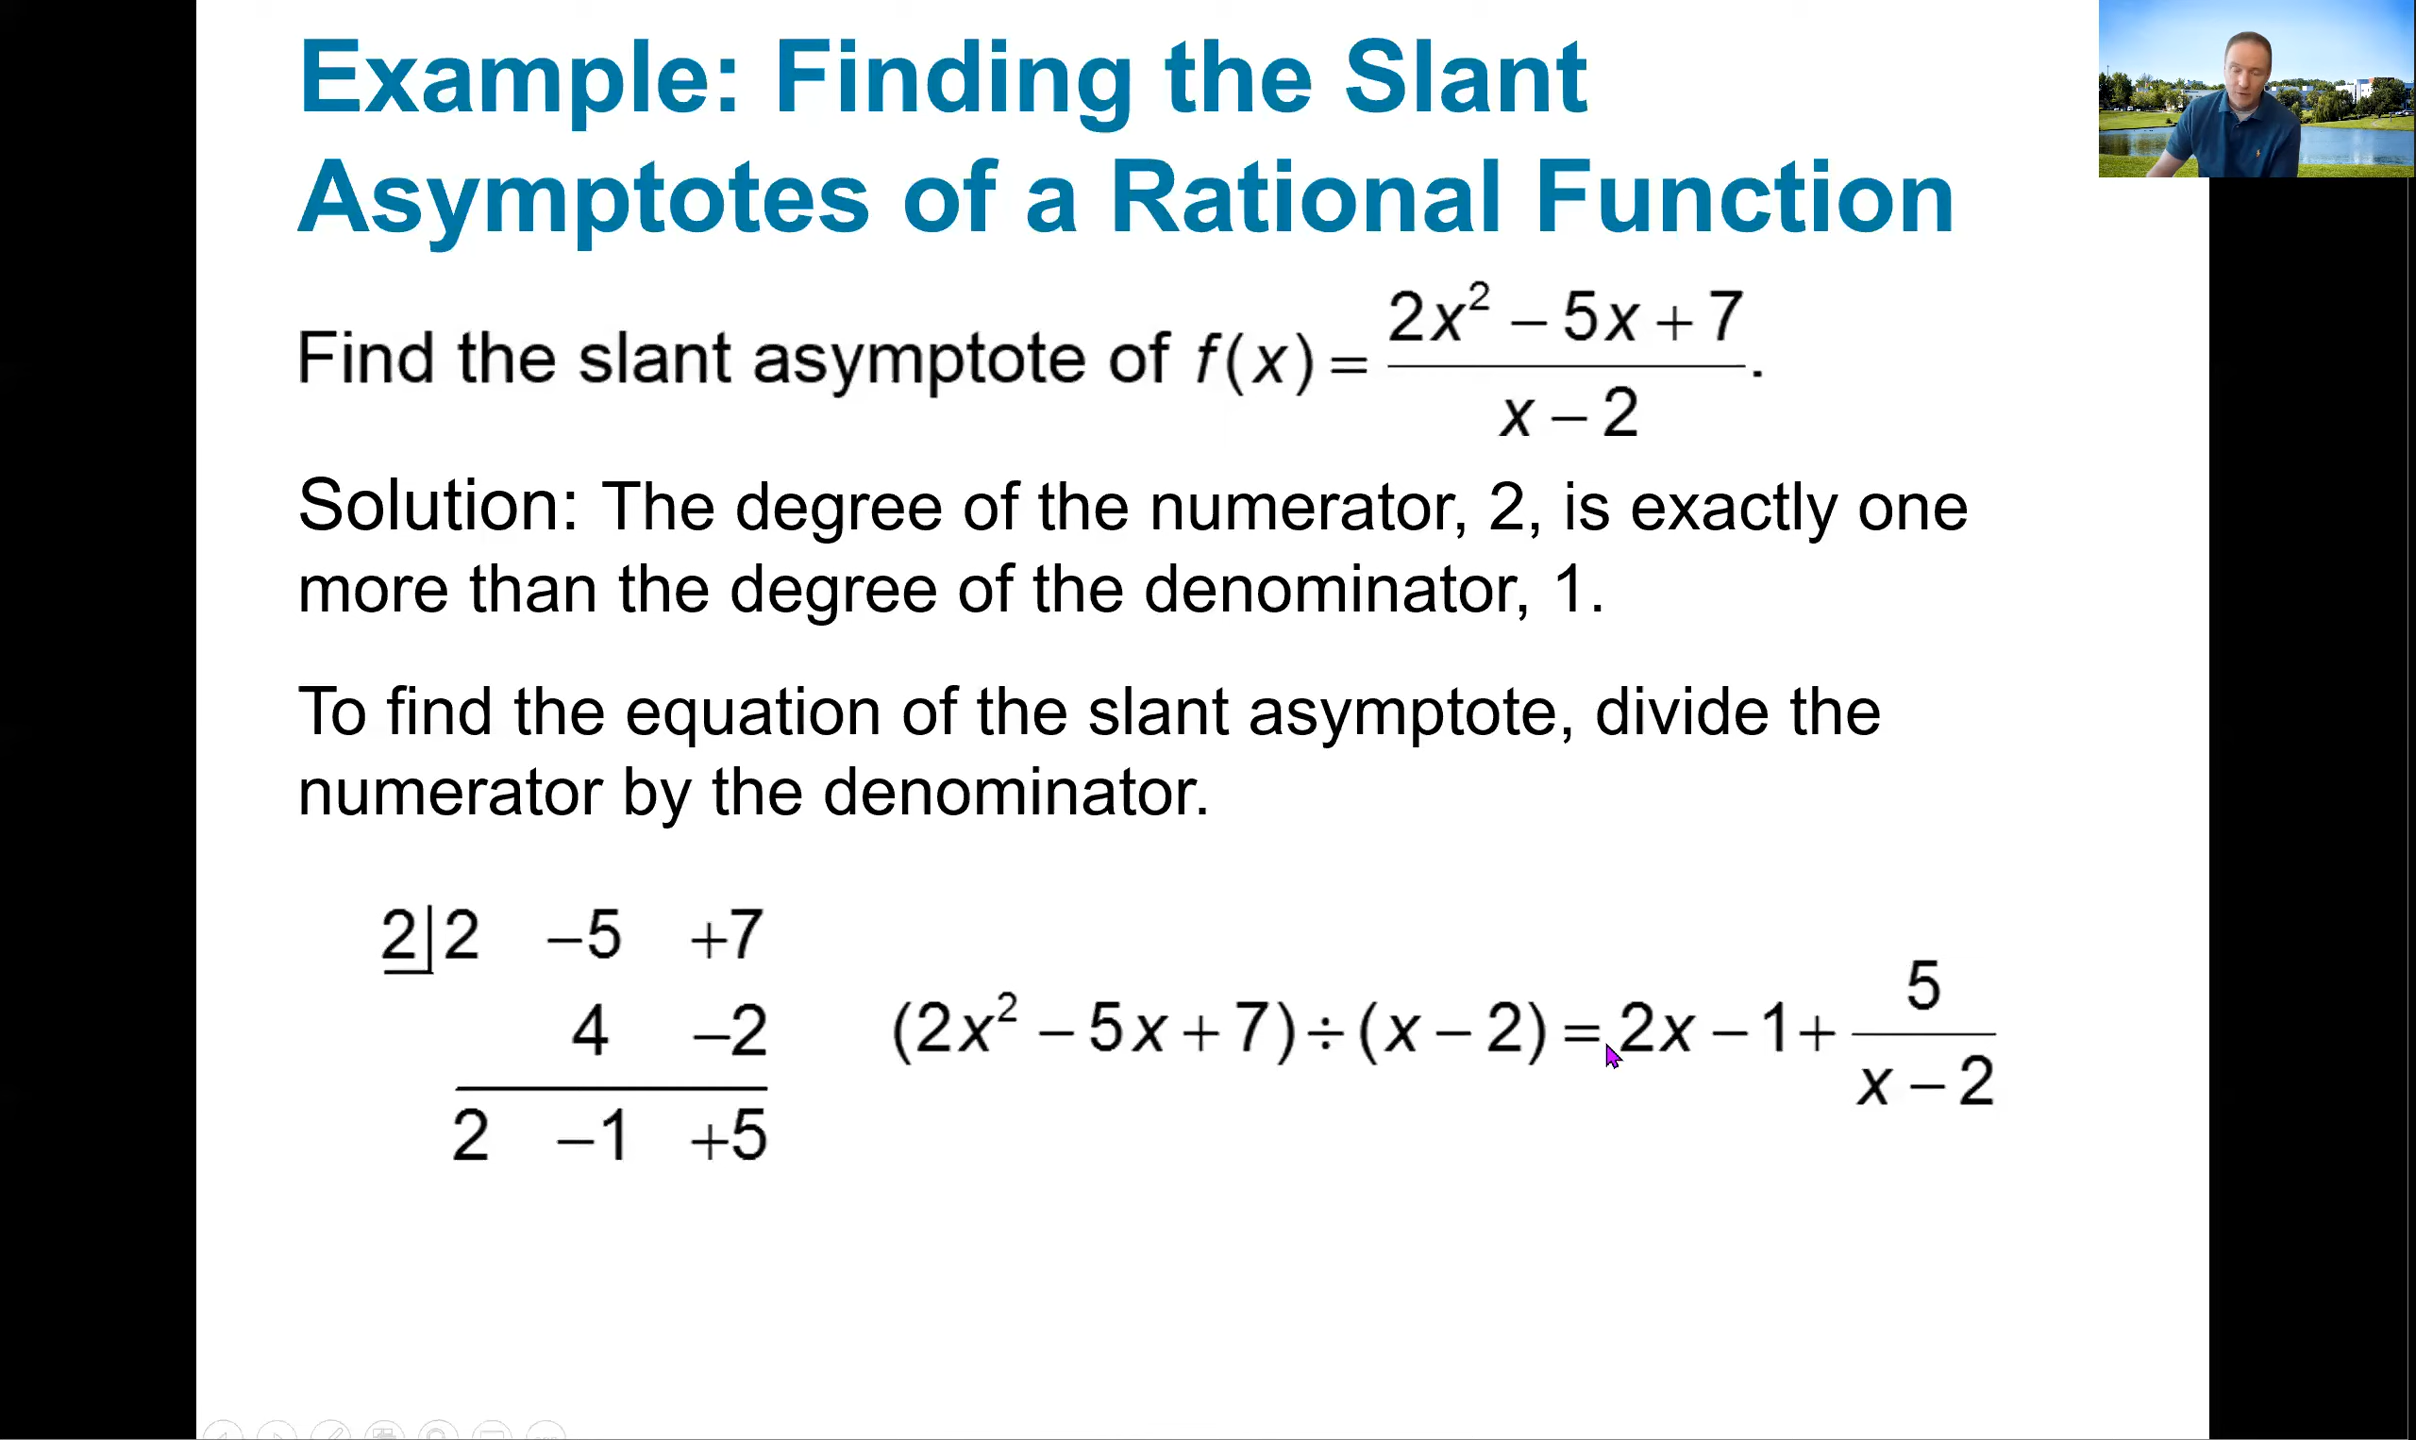 Example: Finding the Slant
Asymptotes of a Rational Function
Find the slant asymptote of f(x) = (2x² – 5x + 7)/(x – 2).
Solution: The degree of the numerator, 2, is exactly one
more than the degree of the denominator, 1.
To find the equation of the slant asymptote, divide the
numerator by the denominator.
2| 2 –5 +7
4 –2
2 –1 +5
(2x² – 5x + 7) ÷ (x – 2) = 2x – 1 + 5/(x – 2)